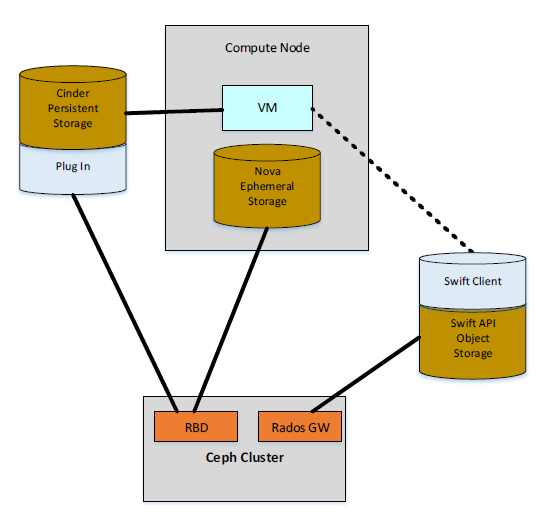 Compute Node
Cinder
Persistent
Storage
Plug In
VM
Nova
Ephemeral
Storage
Swift Client
Swift API
Object
Storage
RBD
Rados GW
Ceph Cluster